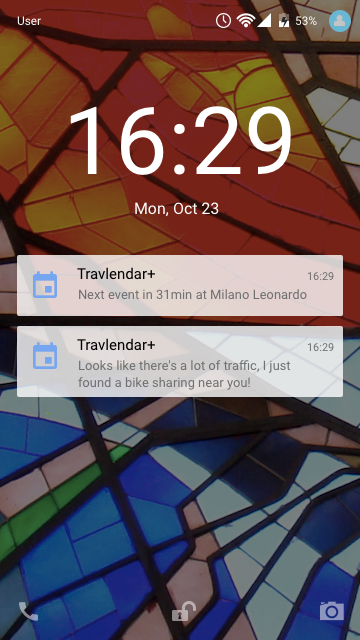 User
53%
16:29
Mon, Oct 23
Travlendar+
16:29
Next event in 31min at Milano Leonardo
Travlendar+
16:29
Looks like there's a lot of traffic, I just
found a bike sharing near you!